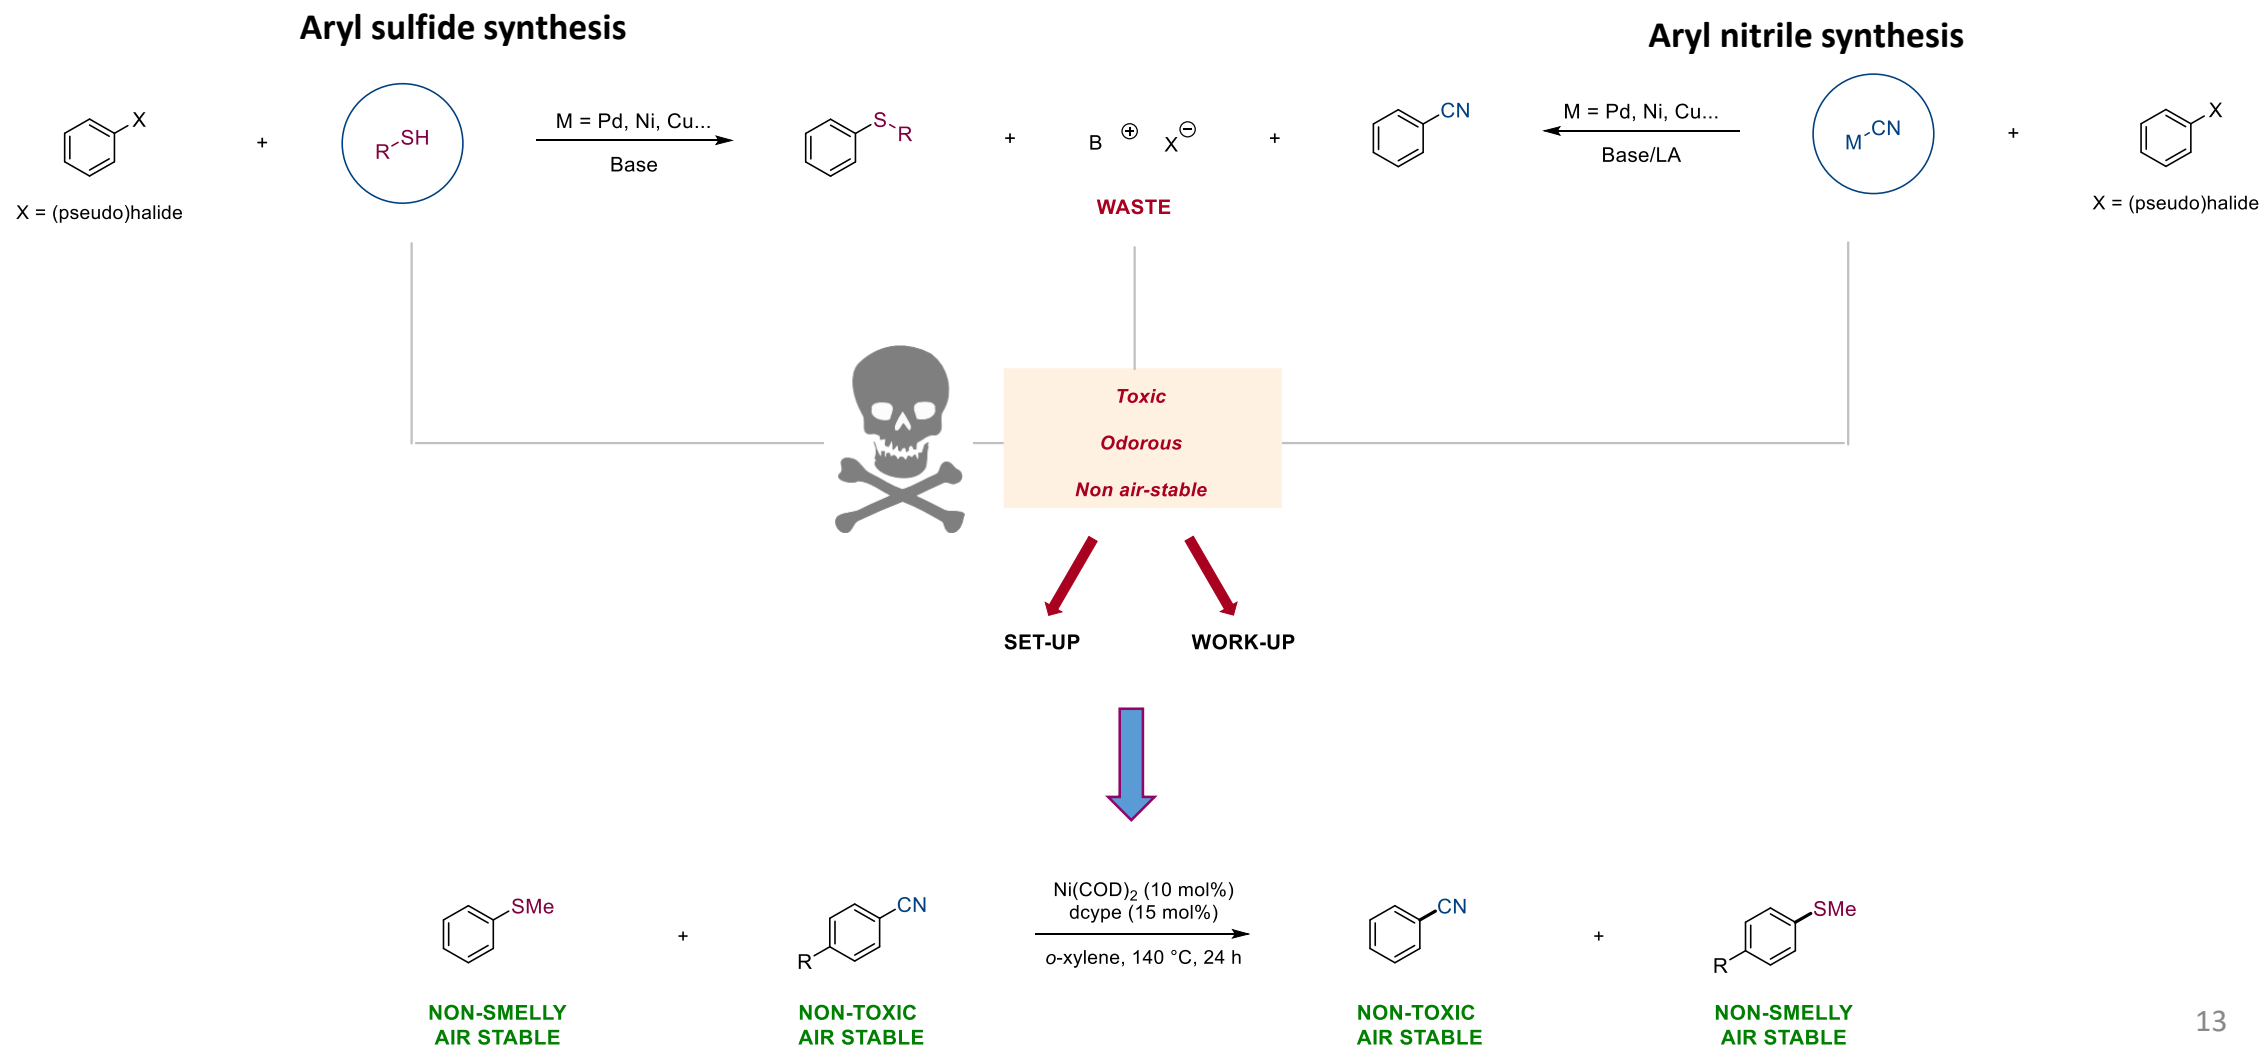 Aryl sulfide synthesis
Aryl nitrile synthesis
X
+
R SH
M = Pd, Ni, Cu...
Base
S R
+
B ⊕ X ⊖
+
CN
M = Pd, Ni, Cu...
Base/LA
M CN
+
X
X = (pseudo)halide
WASTE
X = (pseudo)halide
Toxic
Odorous
Non air-stable
SET-UP
WORK-UP
SMe
+
CN
R
Ni(COD)₂ (10 mol%)
dcype (15 mol%)
o-xylene, 140 °C, 24 h
CN
+
SMe
R
NON-SMELLY
AIR STABLE
NON-TOXIC
AIR STABLE
NON-TOXIC
AIR STABLE
NON-SMELLY
AIR STABLE
13